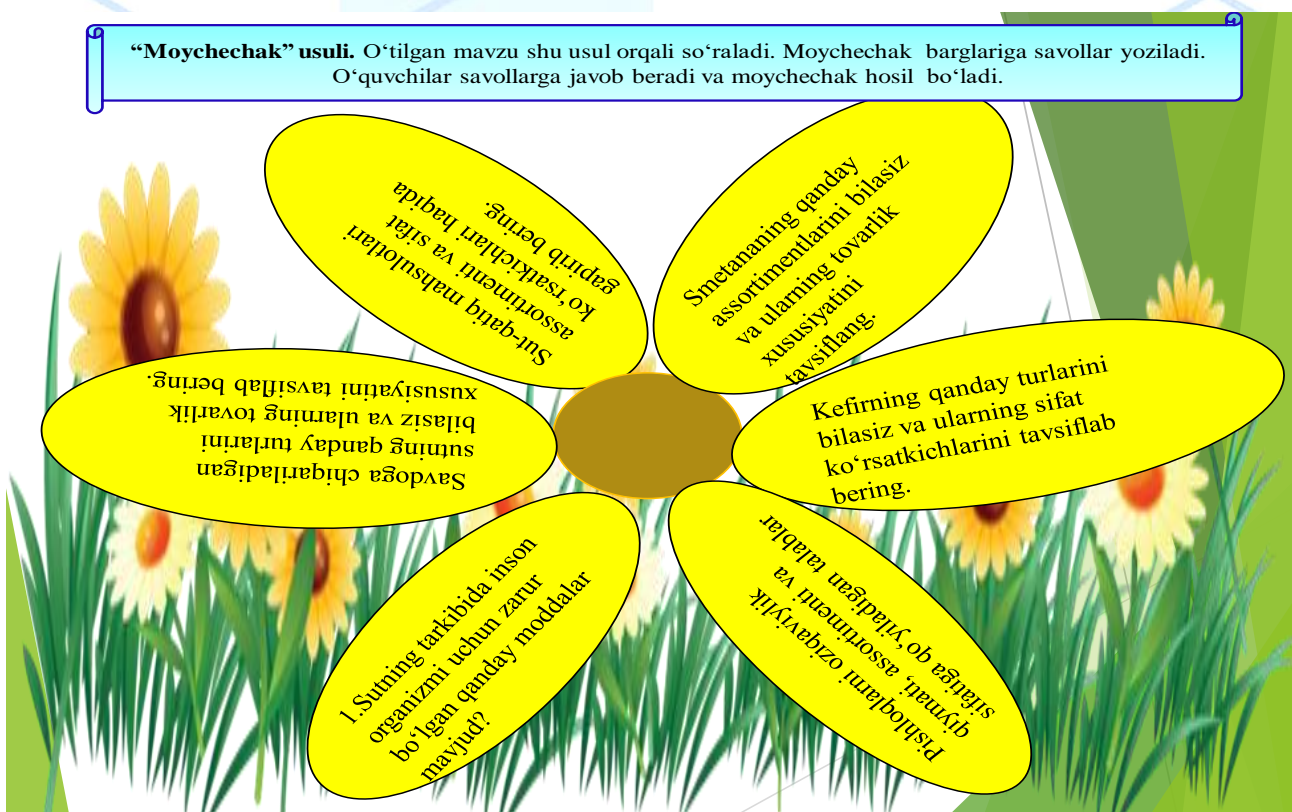 “Moychechak” usuli. O‘tilgan mavzu shu usul orqali so‘raladi. Moychechak barglariga savollar yoziladi.
O‘quvchilar savollarga javob beradi va moychechak hosil bo‘ladi.
Sut-qatiq mahsulotlari
assortimenti va sifat
ko‘rsatkichlari haqida
gapirib bering.
Smetananing qanday
assortimentlarini bilasiz
va ularning tovarlik
xususiyatini
tavsiflang.
Savdoga chiqariladigan
sutning qanday turlarini
bilasiz va ularning tovarlik
xususiyatini tavsiflab bering.
Kefirning qanday turlarini
bilasiz va ularning sifat
ko‘rsatkichlarini tavsiflab
bering.
1.Sutning tarkibida inson
organizmi uchun zarur
bo‘lgan qanday moddalar
mavjud?
Pishloqlarni oziqaviylik
qiymati, assortimenti va
sifatiga qo‘yiladigan talablar